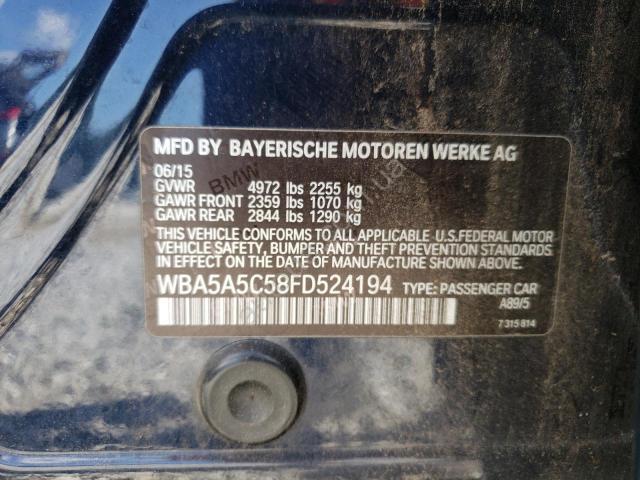 MFD BY BAYERISCHE MOTOREN WERKE AG
06/15
GVWR 4972 lbs 2255 kg
GAWR FRONT 2359 lbs 1070 kg
GAWR REAR 2844 lbs 1290 kg
THIS VEHICLE CONFORMS TO ALL APPLICABLE U.S.FEDERAL MOTOR
VEHICLE SAFETY, BUMPER AND THEFT PREVENTION STANDARDS
IN EFFECT ON THE DATE OF MANUFACTURE SHOWN ABOVE.
WBA5A5C58FD524194 TYPE: PASSENGER CAR
A89/5
7 315 814
BMW